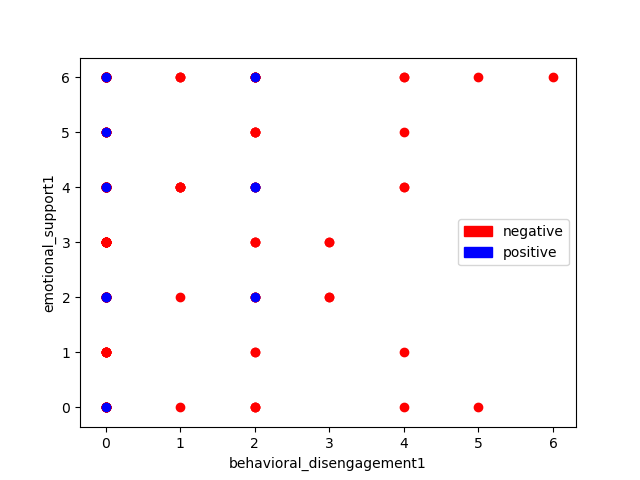 6
5
4
3
2
1
0
emotional_support1
negative
positive
0 1 2 3 4 5 6
behavioral_disengagement1